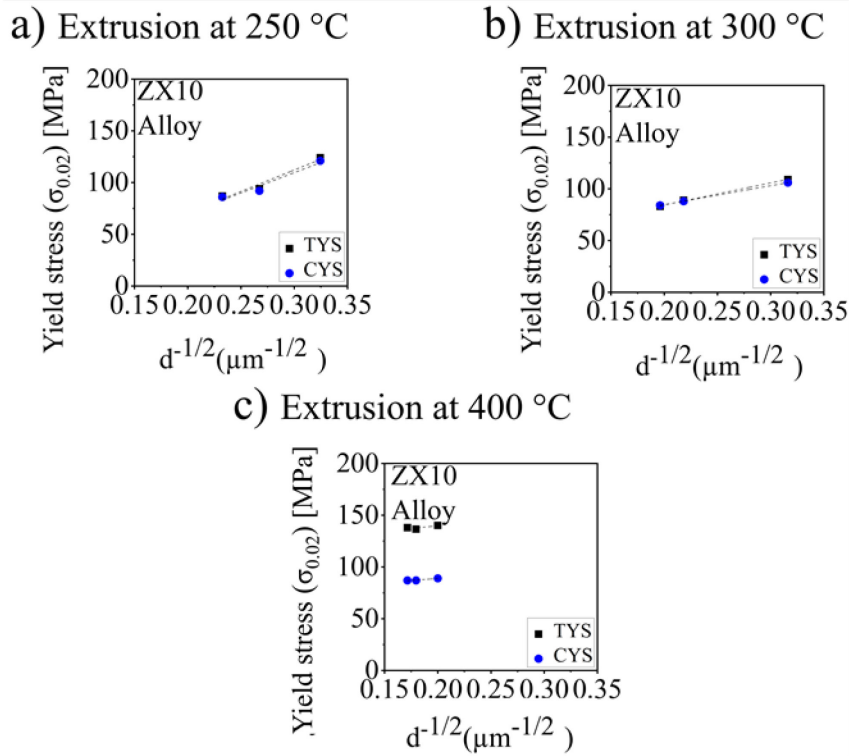 a) Extrusion at 250 °C
Yield stress (σ0.02) [MPa]
200
150
100
50
0
ZX10
Alloy
TYS
CYS
0.15 0.20 0.25 0.30 0.35
d-1/2(µm-1/2 )
b) Extrusion at 300 °C
Yield stress (σ0.02) [MPa]
200
150
100
50
0
ZX10
Alloy
TYS
CYS
0.15 0.20 0.25 0.30 0.35
d-1/2(µm-1/2 )
c) Extrusion at 400 °C
Yield stress (σ0.02) [MPa]
200
150
100
50
0
ZX10
Alloy
TYS
CYS
0.15 0.20 0.30 0.35
d-1/2(µm-1/2 )